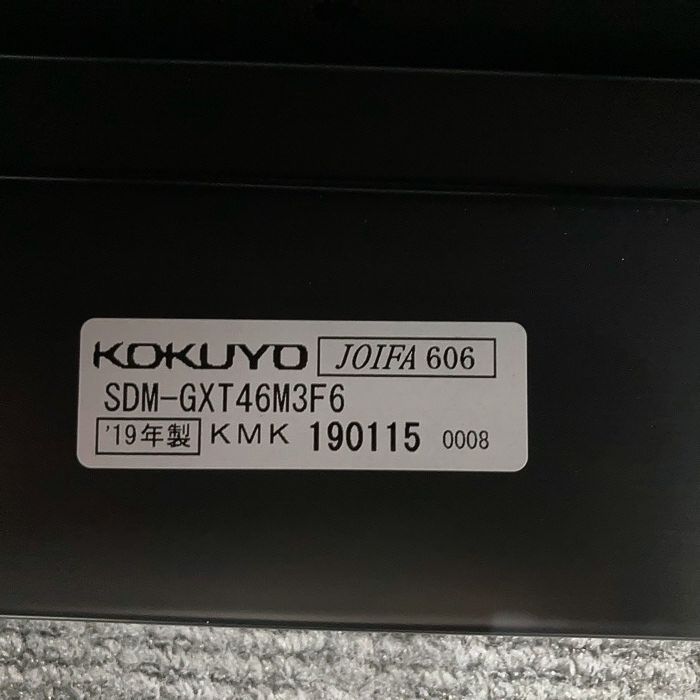 KOKUYO JOIFA 606
SDM-GXT46M3F6
'19年製 KMK 190115 0008